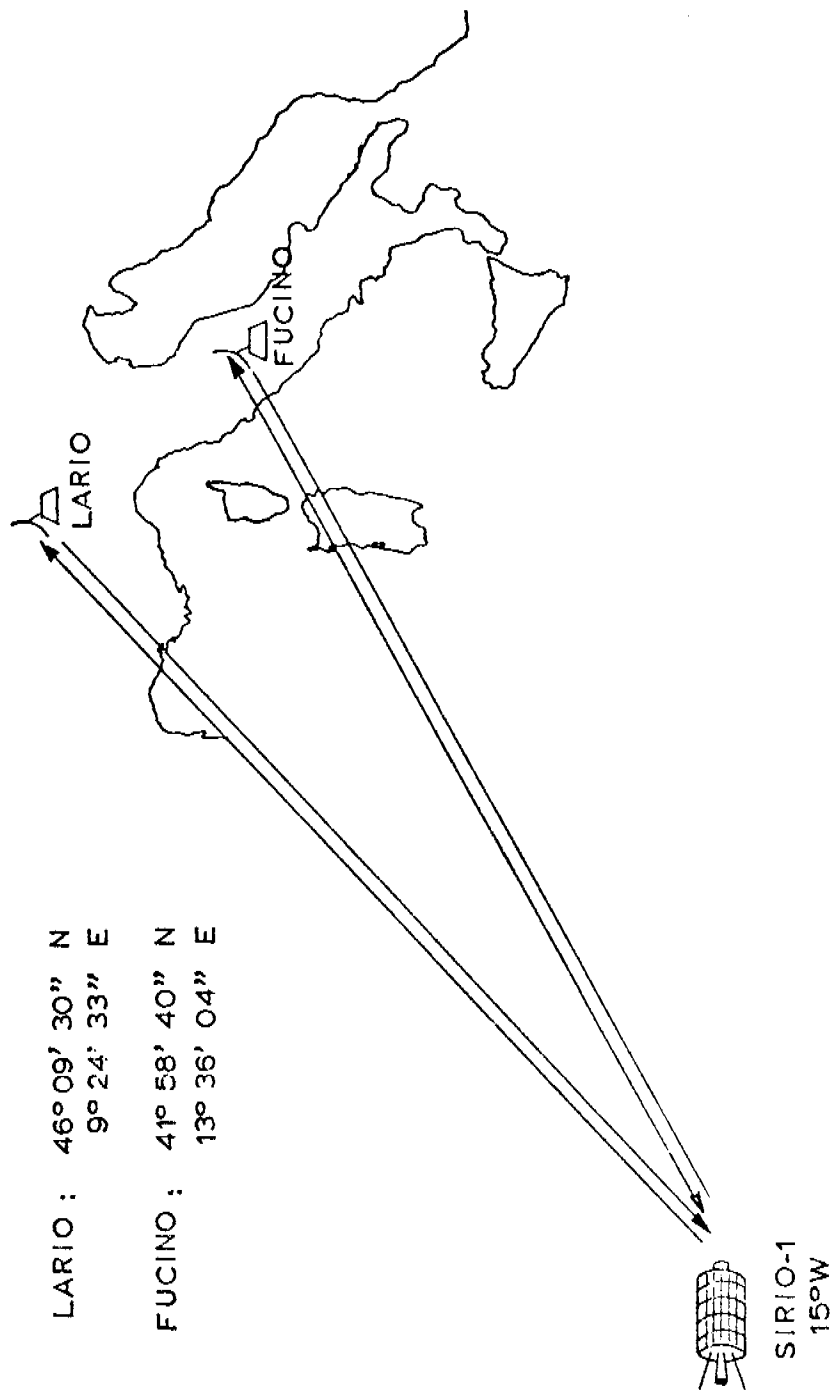 LARIO : 46° 09' 30" N
9° 24' 33" E
FUCINO : 41° 58' 40" N
13° 36' 04" E
LARIO
FUCINO
SIRIO-1
15°W